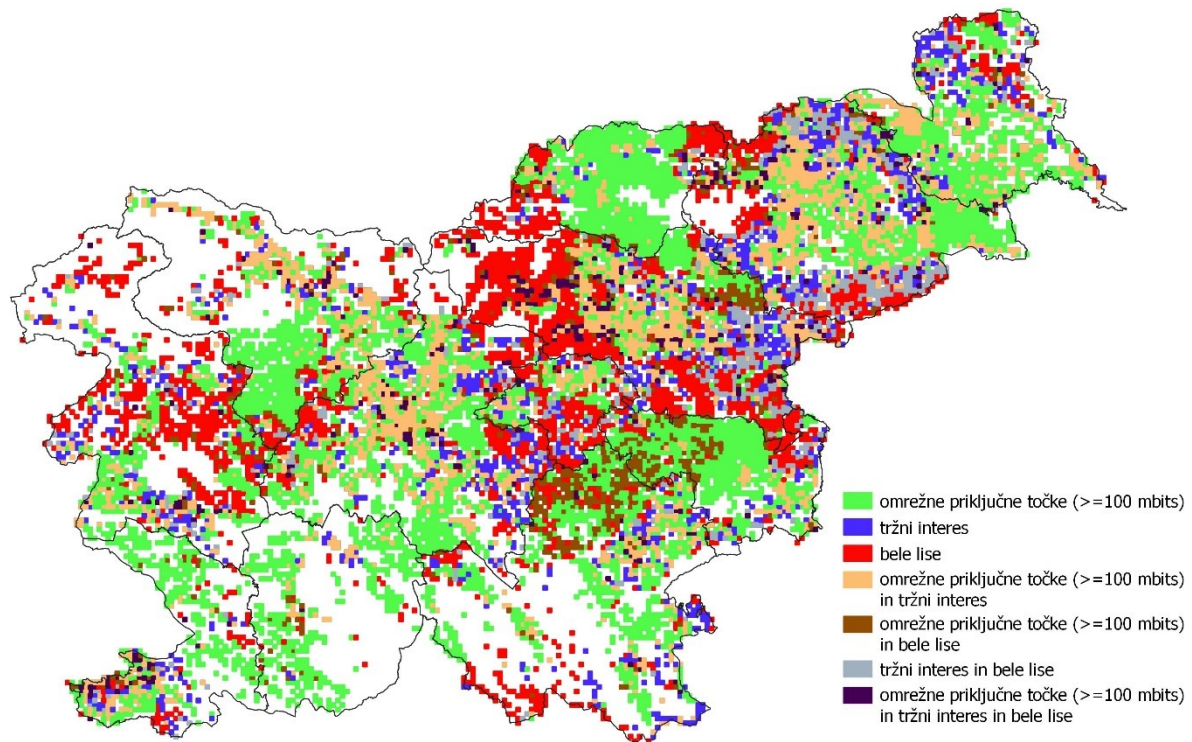 omrežne priključne točke (>=100 mbits)
tržni interes
bele lise
omrežne priključne točke (>=100 mbits)
in tržni interes
omrežne priključne točke (>=100 mbits)
in bele lise
tržni interes in bele lise
omrežne priključne točke (>=100 mbits)
in tržni interes in bele lise